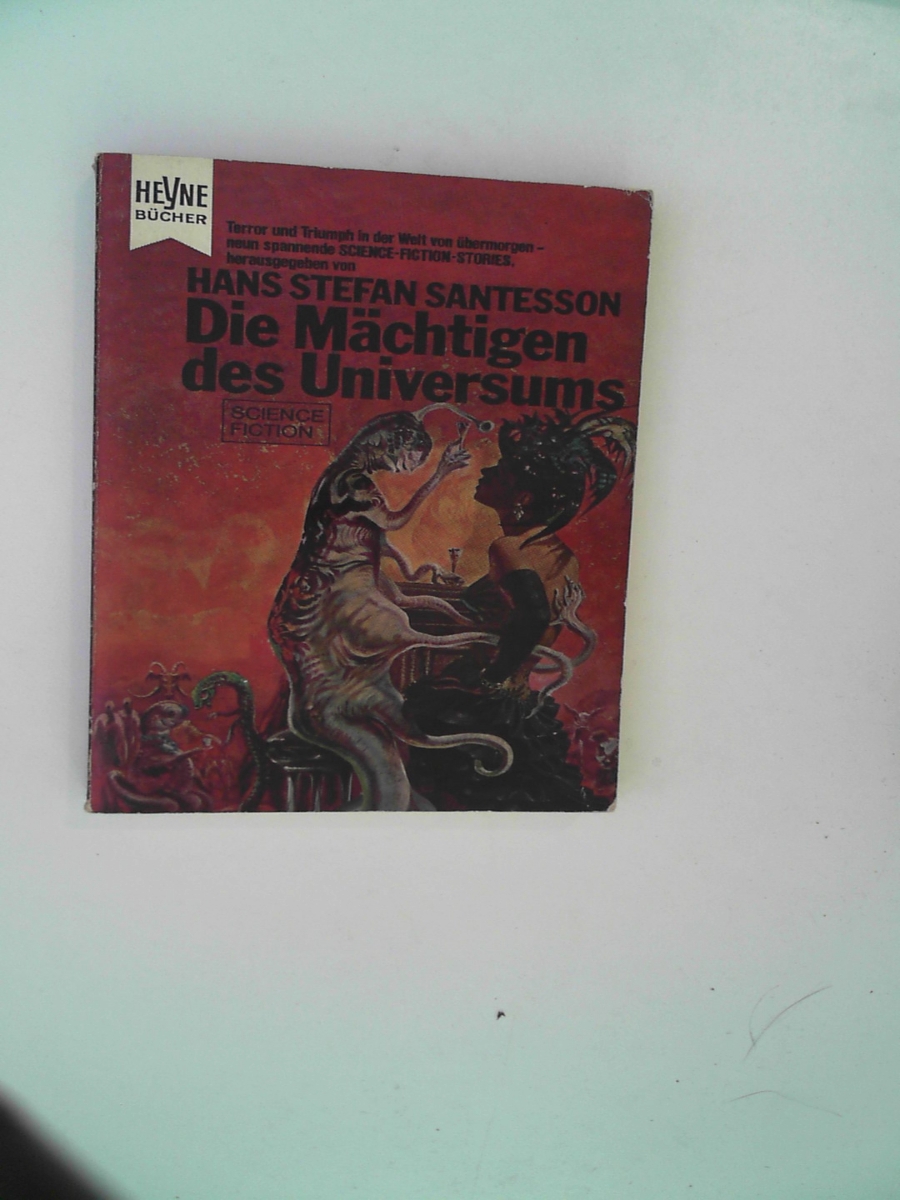 HEYNE
BÜCHER
Terror und Triumph in der Welt von übermorgen –
neun spannende SCIENCE-FICTION-STORIES,
herausgegeben von
HANS STEFAN SANTESSON
Die Mächtigen
des Universums
SCIENCE
FICTION